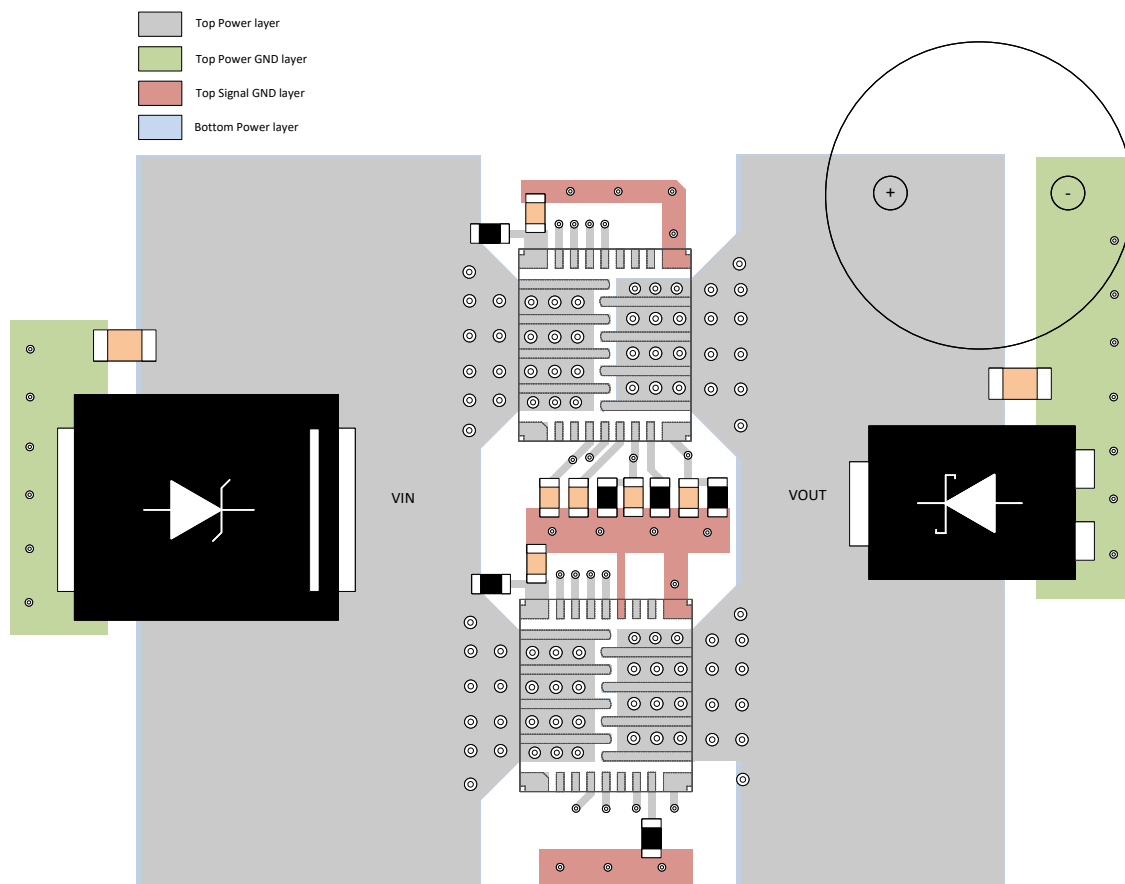 Top Power layer
Top Power GND layer
Top Signal GND layer
Bottom Power layer
+
-
VIN
VOUT